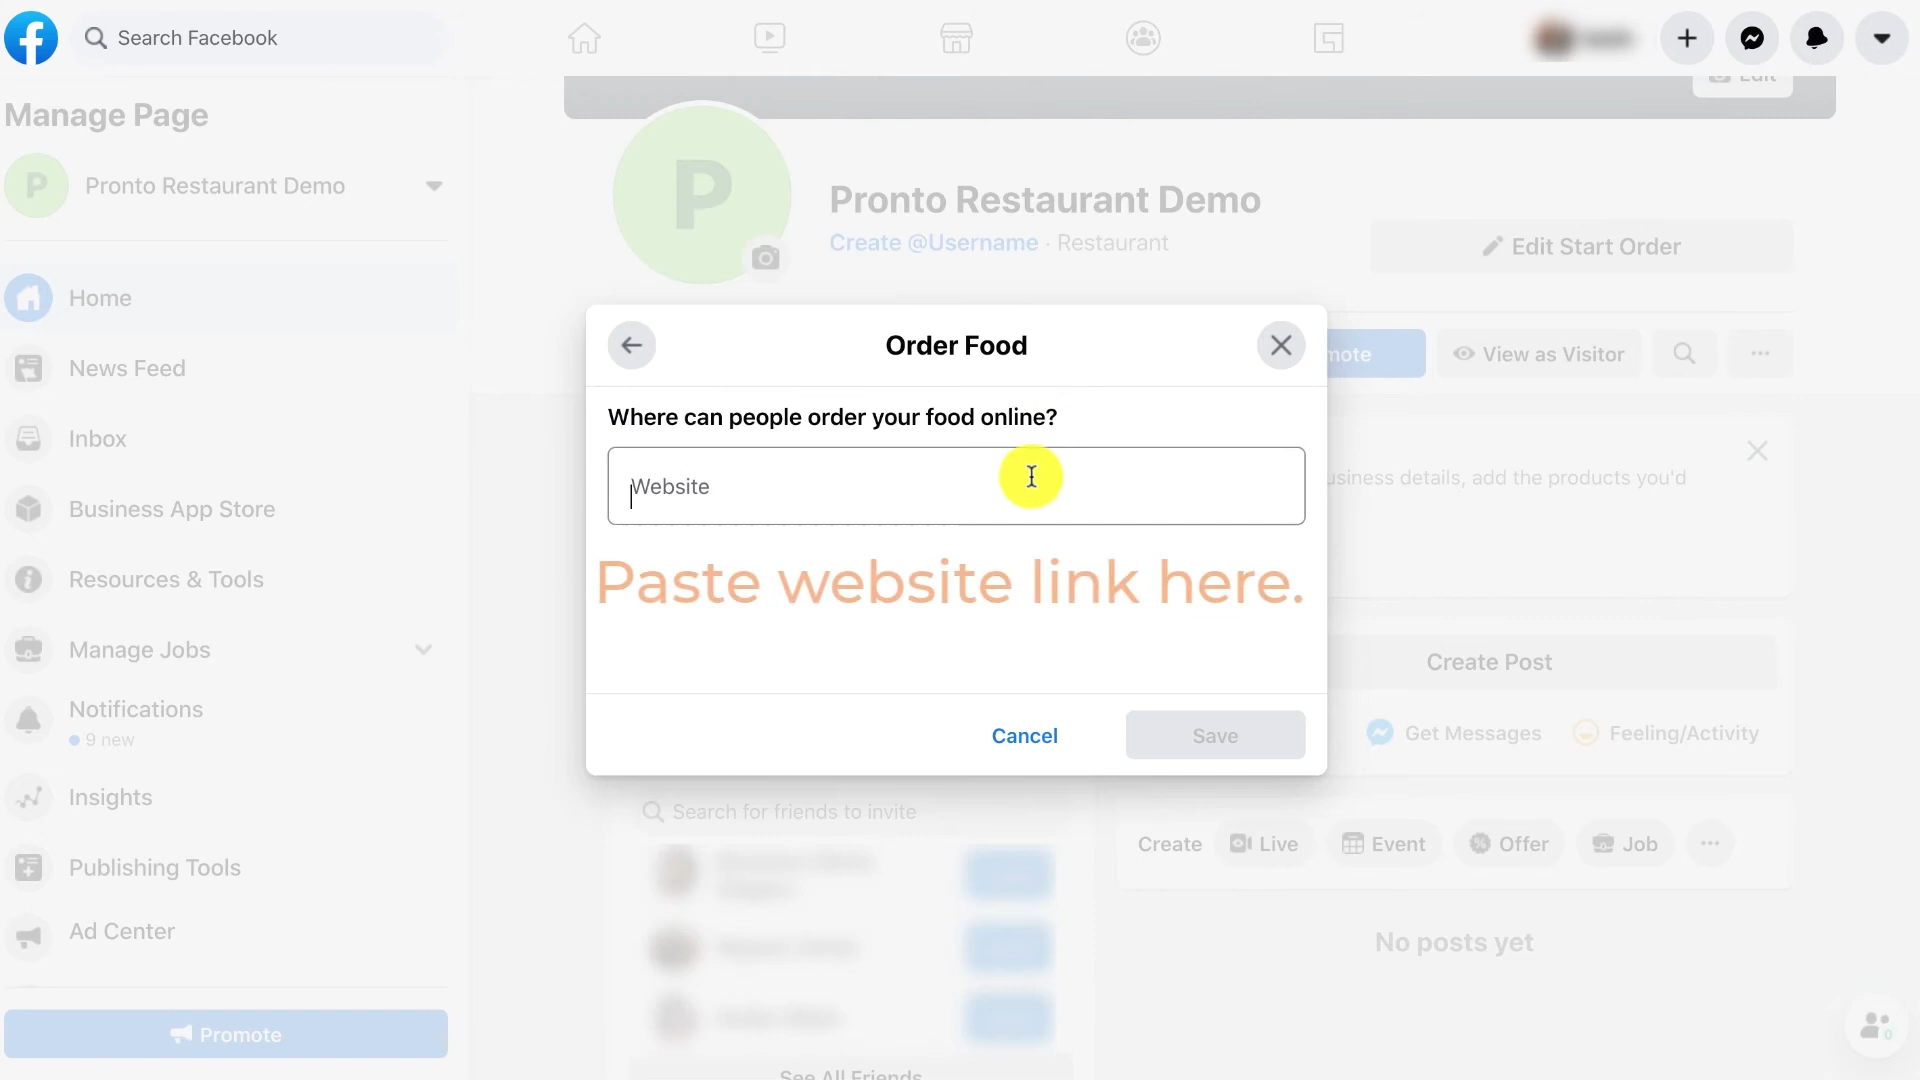 Search Facebook
Edit
Manage Page
P
Pronto Restaurant Demo
Home
News Feed
Inbox
Business App Store
Resources & Tools
Manage Jobs
Notifications
9 new
Insights
Publishing Tools
Ad Center
Promote
P
Pronto Restaurant Demo
Create @Username · Restaurant
Edit Start Order
mote
View as Visitor
Order Food
Where can people order your food online?
Website
Paste website link here.
Cancel
Save
usiness details, add the products you'd
Create Post
Get Messages
Feeling/Activity
Search for friends to invite
See All Friends
Create
Live
Event
Offer
Job
No posts yet
0